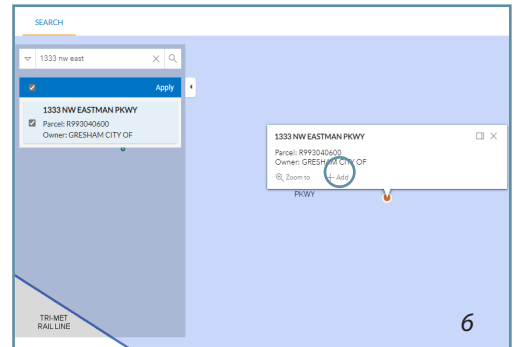 SEARCH
1333 nw east
Apply
1333 NW EASTMAN PKWY
Parcel: R993040600
Owner: GRESHAM CITY OF
1333 NW EASTMAN PKWY
Parcel: R993040600
Owner: GRESHAM CITY OF
Zoom to + Add
PKWY
TRI-MET
RAIL LINE
6